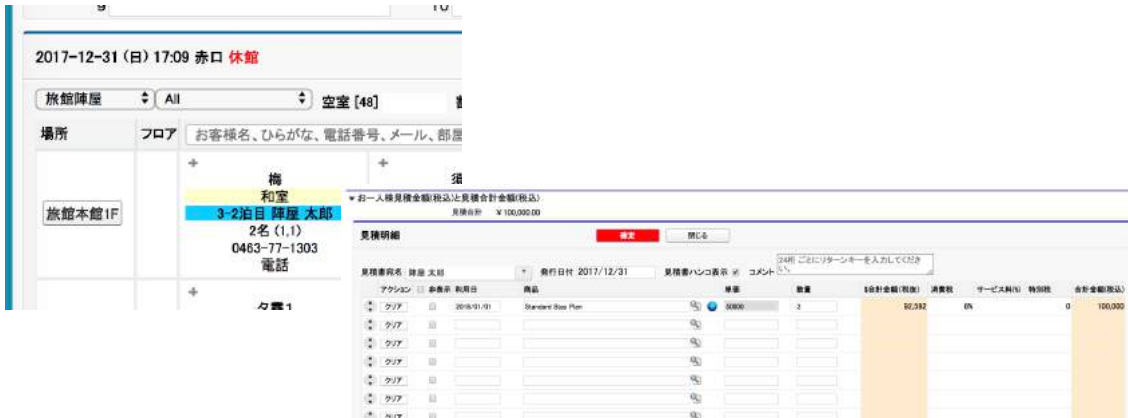 9
10
2017-12-31 (日) 17:09 赤口 休館
旅館陣屋 All 空室 [48]
場所 フロア お客様名、ひらがな、電話番号、メール、部屋
旅館本館1F
梅
和室
3-2泊目 陣屋 太郎
2名 (1,1)
0463-77-1303
電話
夕霧1
▼お一人様見積金額(税込)と見積合計金額(税込)
見積合計 ¥100,000.00
見積明細 確定 閉じる
見積書宛名 陣屋 太郎 発行日付 2017/12/31 見積書ハンコ表示 コメント 24桁ごとにリターンキーを入力してください
アクション 非表示 利用日 商品 単価 数量 $合計金額(税抜) 消費税 サービス料(%) 特別税 合計金額(税込)
クリア 2018/01/01 Standard Stay Plan 50000 2 92,592 8% 0 100,000
クリア
クリア
クリア
クリア
クリア
クリア